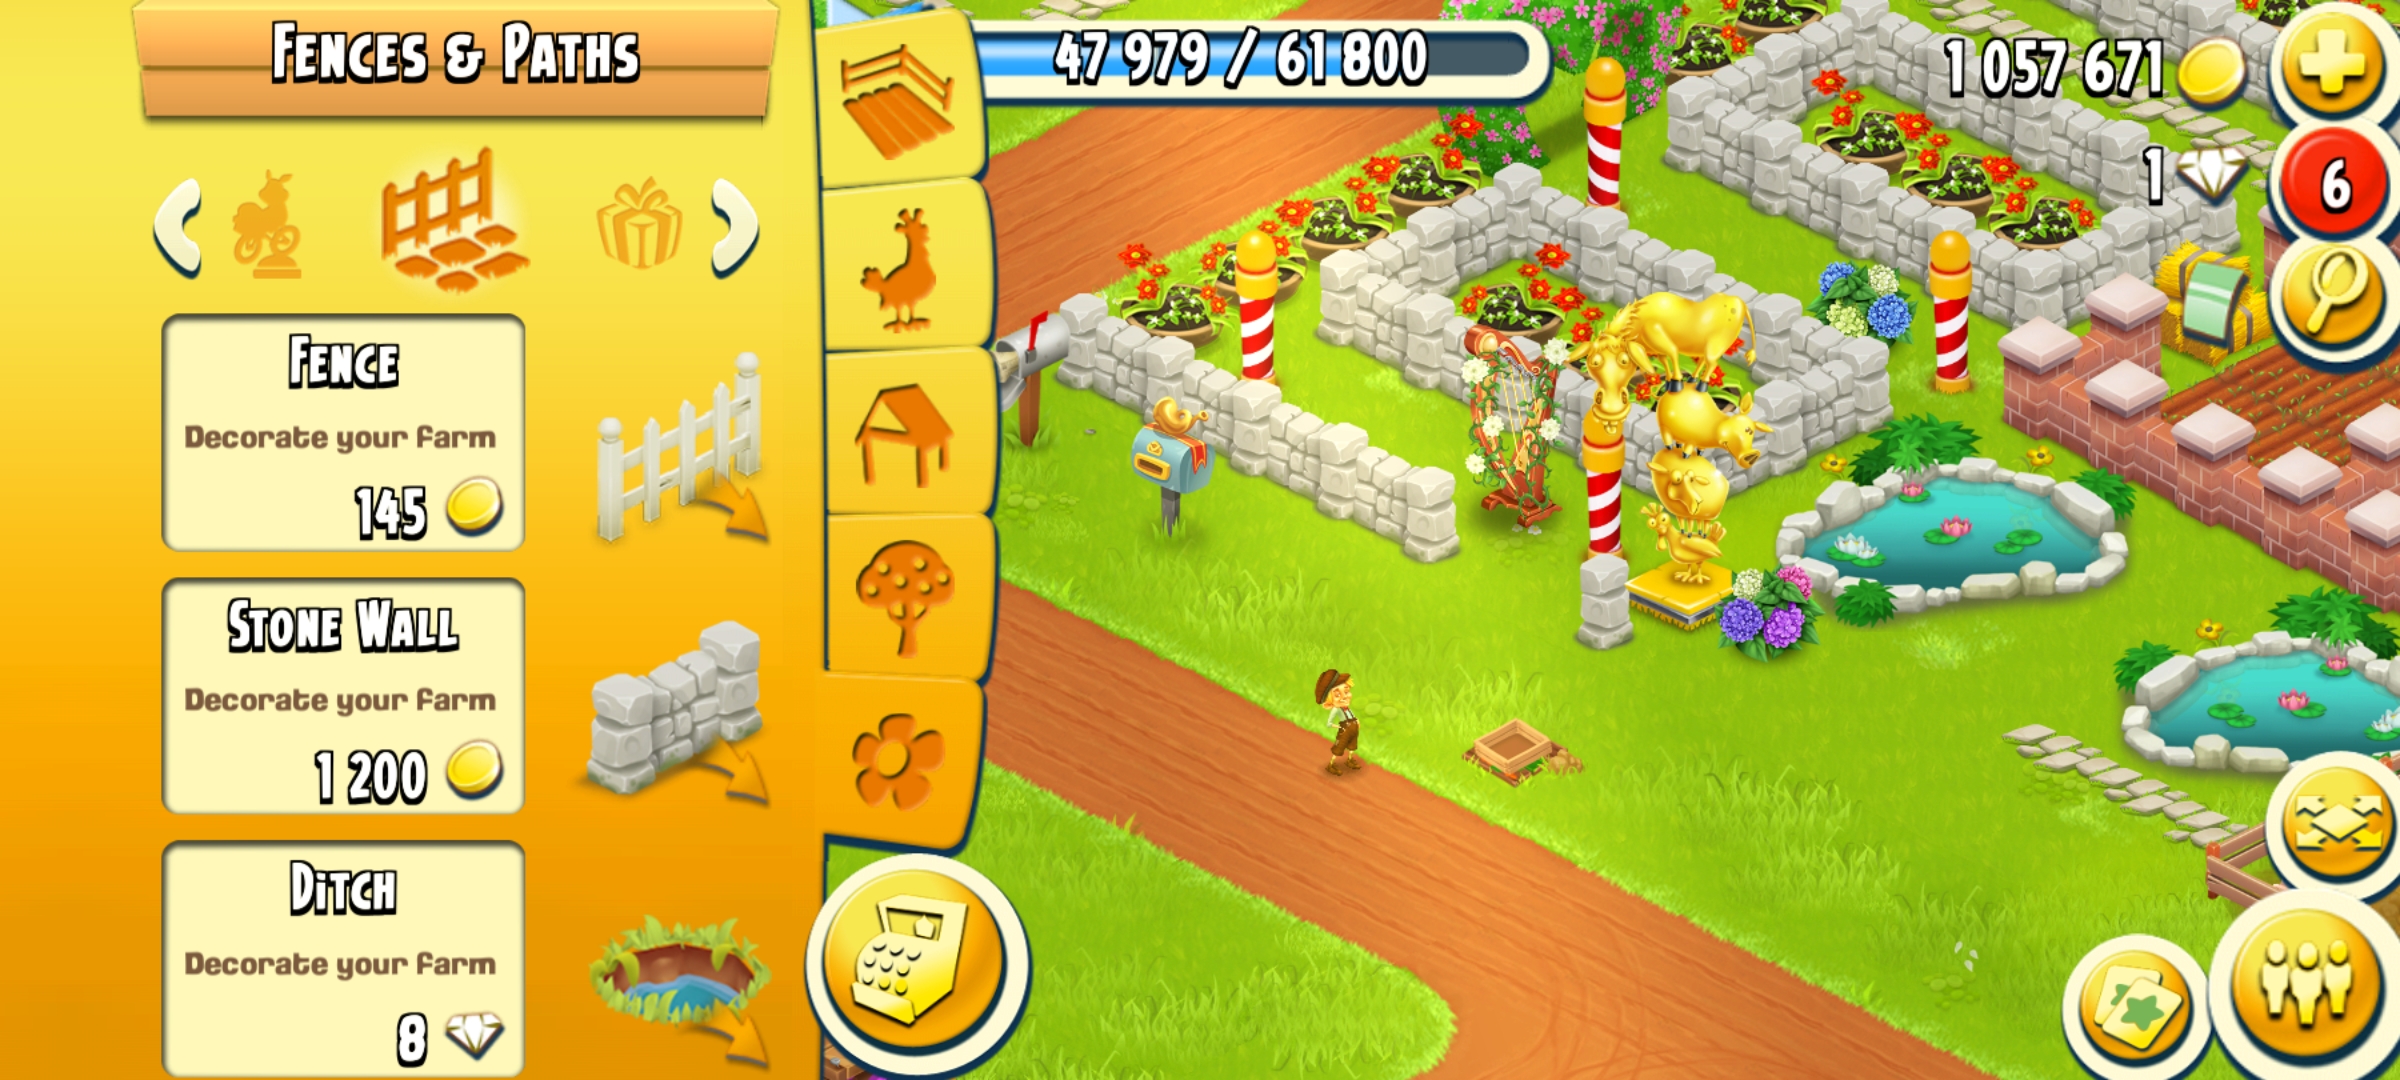 FENCES & PATHS
47 979 / 61 800
1 057 671
1
6
FENCE
Decorate your farm
145
STONE WALL
Decorate your farm
1 200
DITCH
Decorate your farm
8